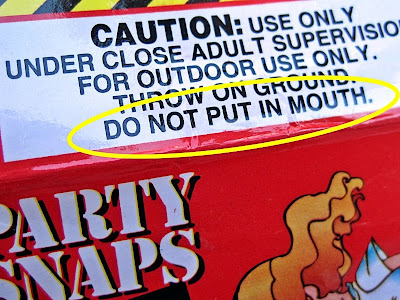 CAUTION: USE ONLY
UNDER CLOSE ADULT SUPERVISION
FOR OUTDOOR USE ONLY.
THROW ON GROUND
DO NOT PUT IN MOUTH.
PARTY
SNAPS